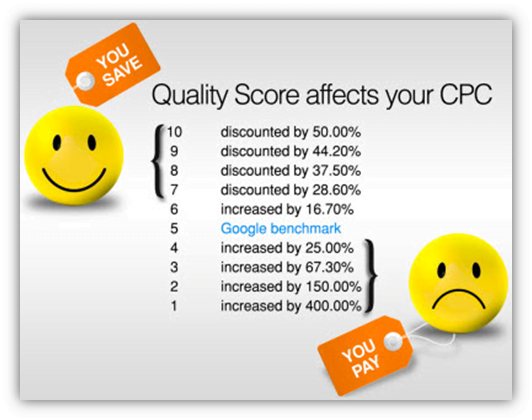 YOU
SAVE
Quality Score affects your CPC
10 discounted by 50.00%
9 discounted by 44.20%
8 discounted by 37.50%
7 discounted by 28.60%
6 increased by 16.70%
5 Google benchmark
4 increased by 25.00%
3 increased by 67.30%
2 increased by 150.00%
1 increased by 400.00%
YOU
PAY